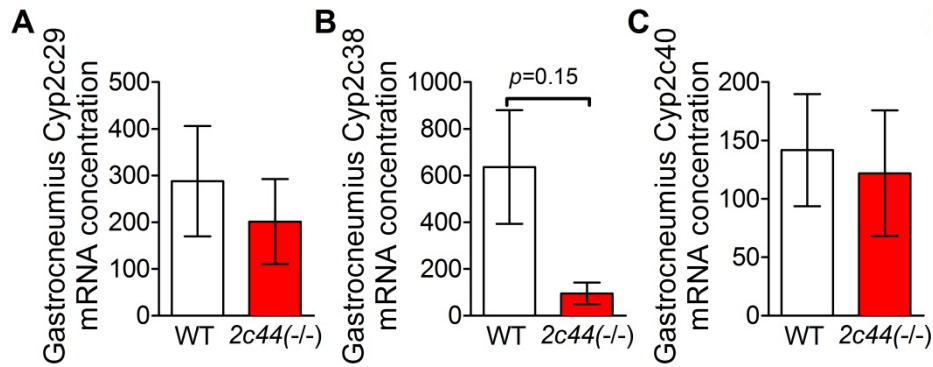 A
Gastrocneumius Cyp2c29
mRNA concentration
500
400
300
200
100
0
WT
2c44(-/-)
B
Gastrocneumius Cyp2c38
mRNA concentration
1000
800
600
400
200
0
p=0.15
WT
2c44(-/-)
C
Gastrocneumius Cyp2c40
mRNA concentration
200
150
100
50
0
WT
2c44(-/-)